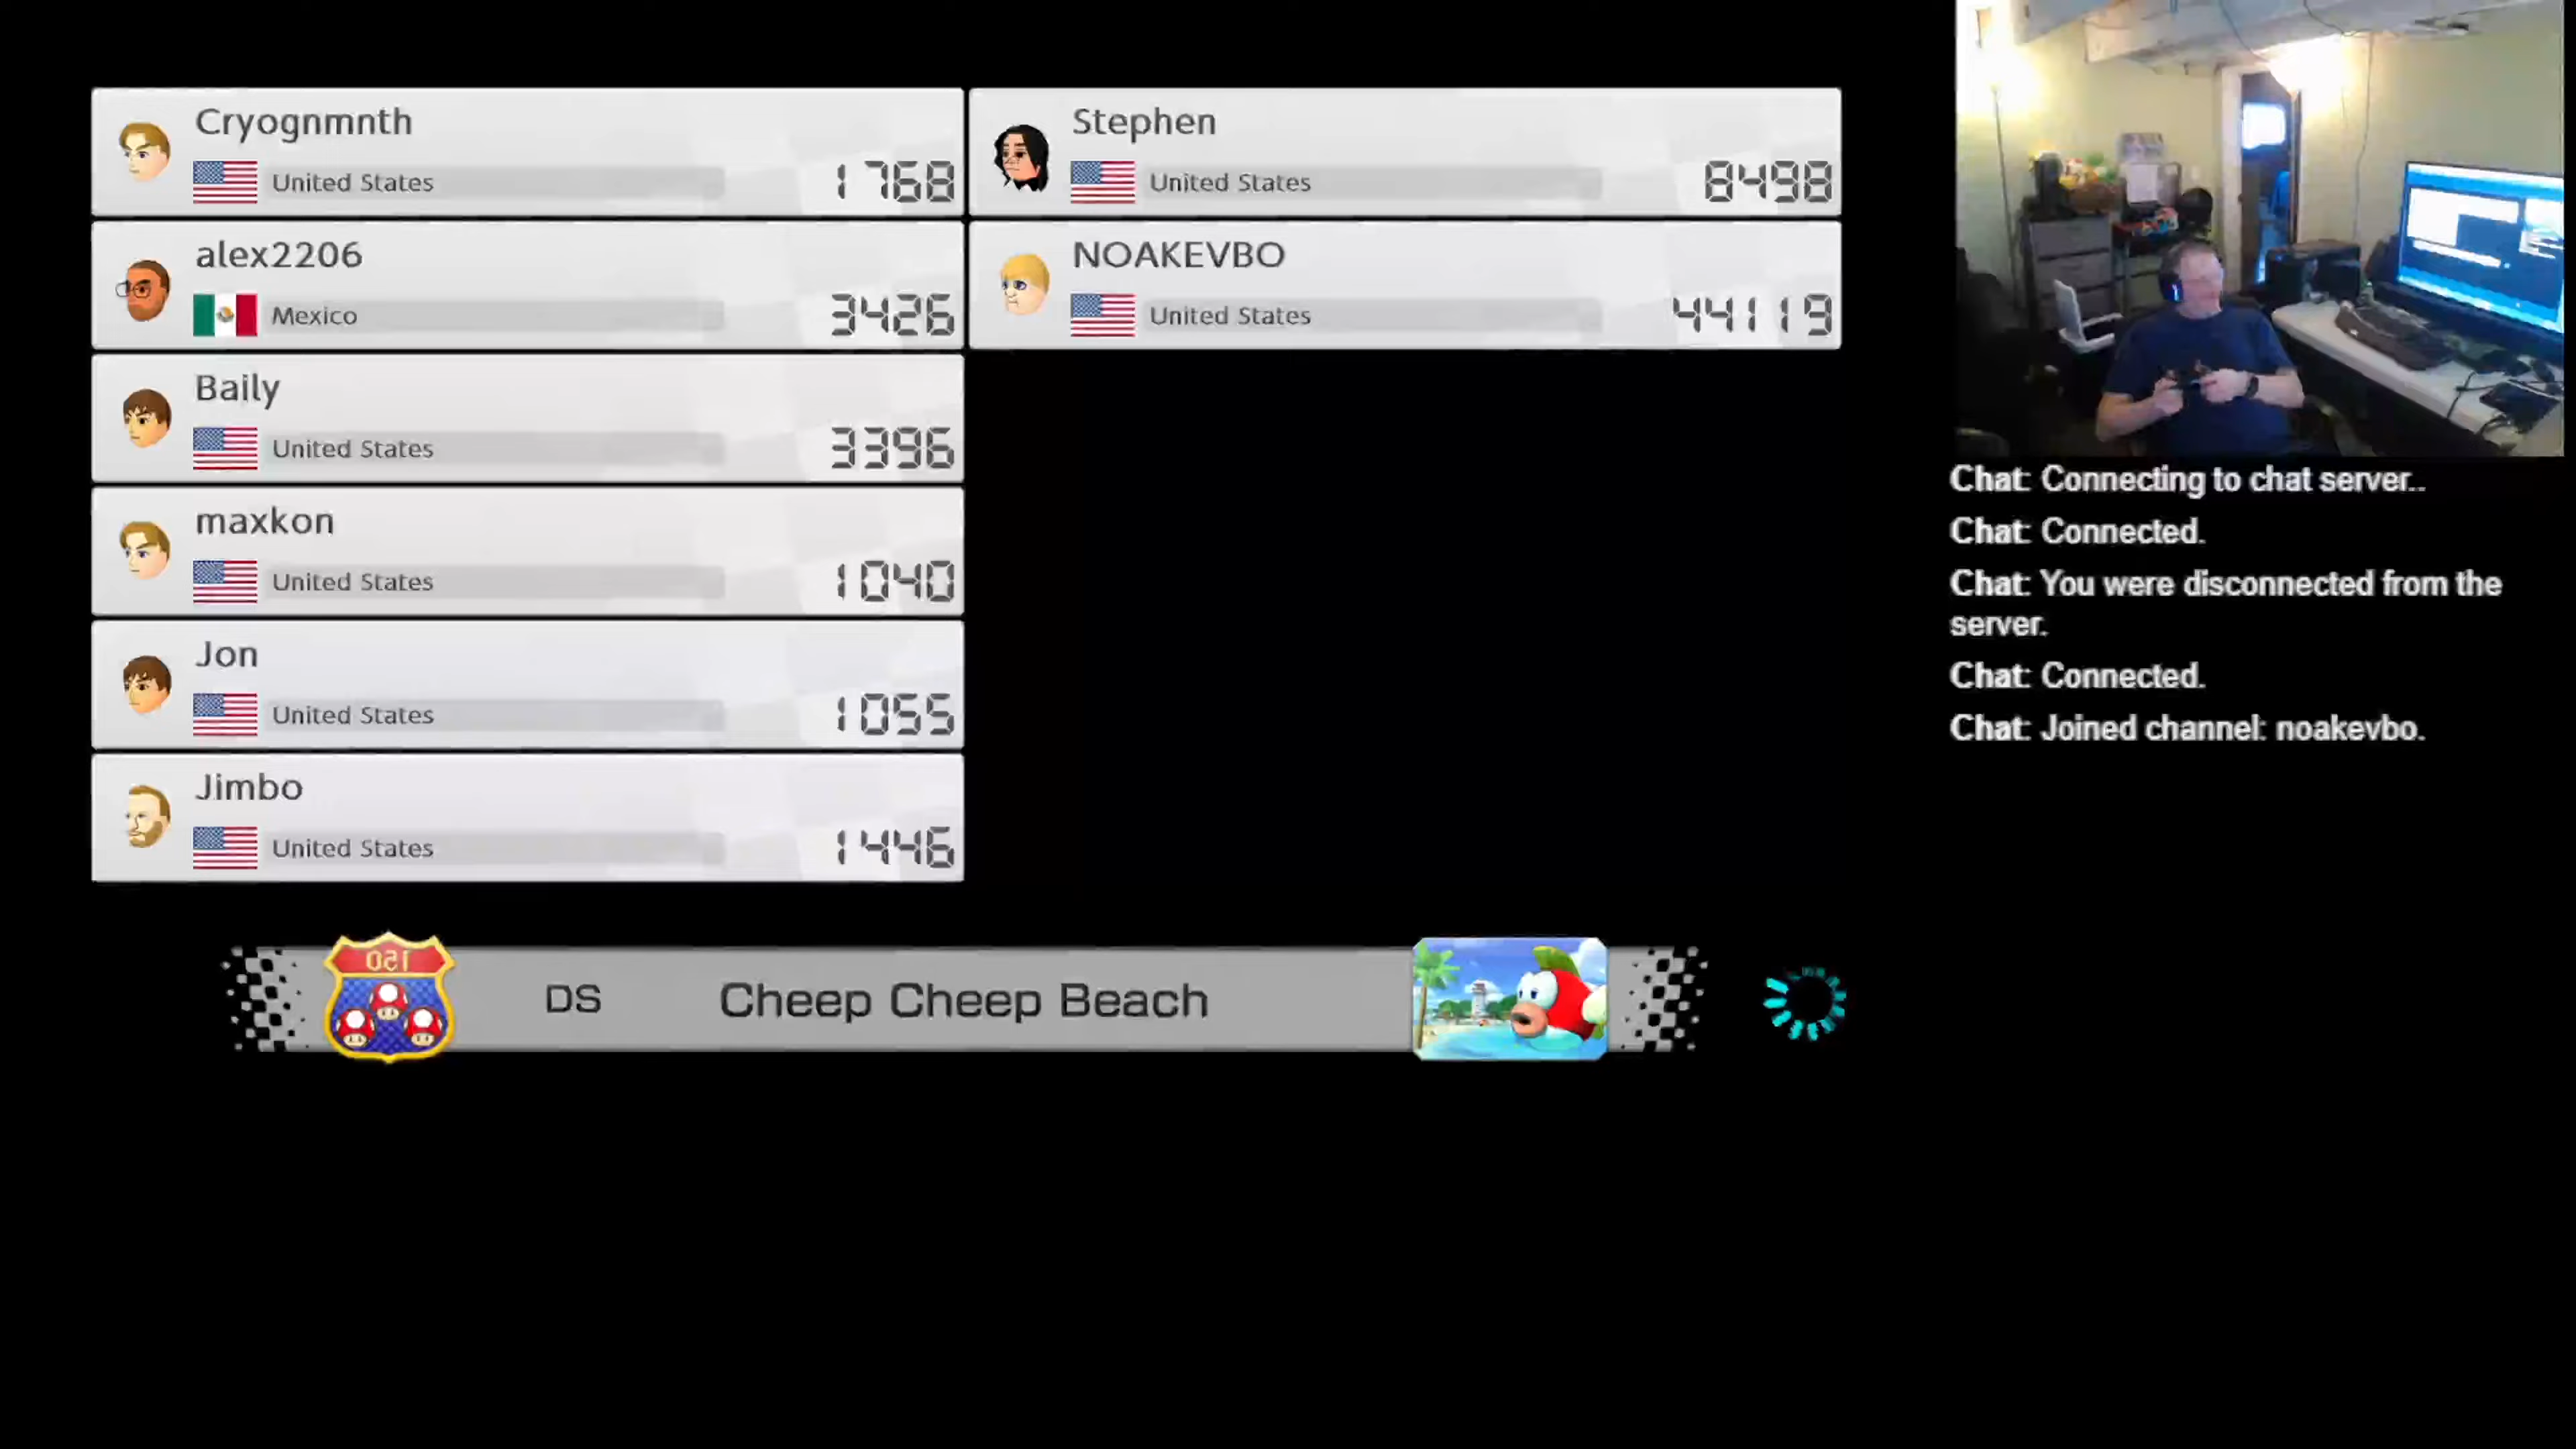 Cryognmnth
United States
1768
alex2206
Mexico
3426
Baily
United States
3396
maxkon
United States
1040
Jon
United States
1055
Jimbo
United States
1446
Stephen
United States
8498
NOAKEVBO
United States
44119
150
DS Cheep Cheep Beach
Chat: Connecting to chat server..
Chat: Connected.
Chat: You were disconnected from the
server.
Chat: Connected.
Chat: Joined channel: noakevbo.